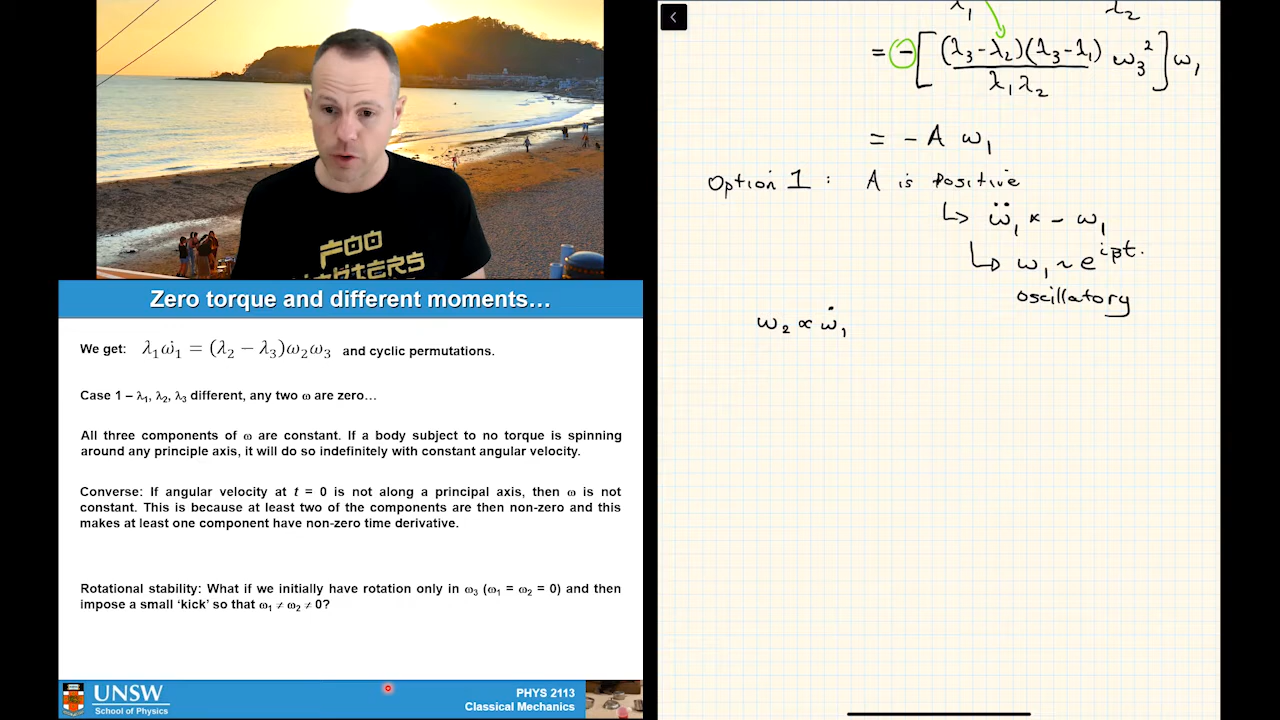 FOO
FIGHTERS
Zero torque and different moments…
We get: λ₁ω̇₁ = (λ₂ − λ₃)ω₂ω₃ and cyclic permutations.
Case 1 – λ₁, λ₂, λ₃ different, any two ω are zero…
All three components of ω are constant. If a body subject to no torque is spinning
around any principle axis, it will do so indefinitely with constant angular velocity.
Converse: If angular velocity at t = 0 is not along a principal axis, then ω is not
constant. This is because at least two of the components are then non-zero and this
makes at least one component have non-zero time derivative.
Rotational stability: What if we initially have rotation only in ω₃ (ω₁ = ω₂ = 0) and then
impose a small ‘kick’ so that ω₁ ≠ ω₂ ≠ 0?
UNSW
School of Physics
PHYS 2113
Classical Mechanics
λ₁ λ₂
= −[(λ₃−λ₂)(λ₃−λ₁)/λ₁λ₂ ω₃²]ω₁
= − A ω₁
Option 1 : A is positive
↳ ω̈₁ ∝ − ω₁
↳ ω₁ ~ e^{ipt}.
oscillatory
ω₂ ∝ ω̇₁